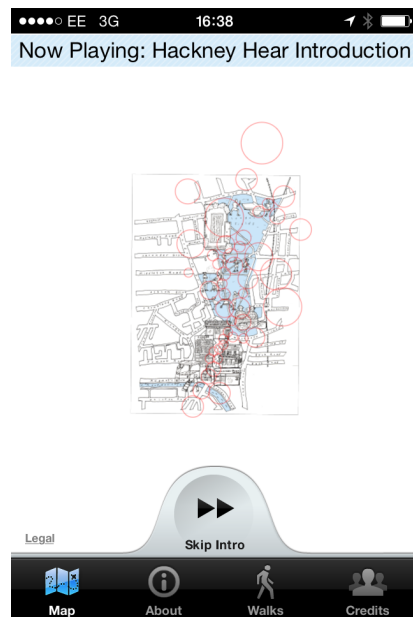 EE 3G 16:38
Now Playing: Hackney Hear Introduction
Skip Intro
Legal
Map About Walks Credits